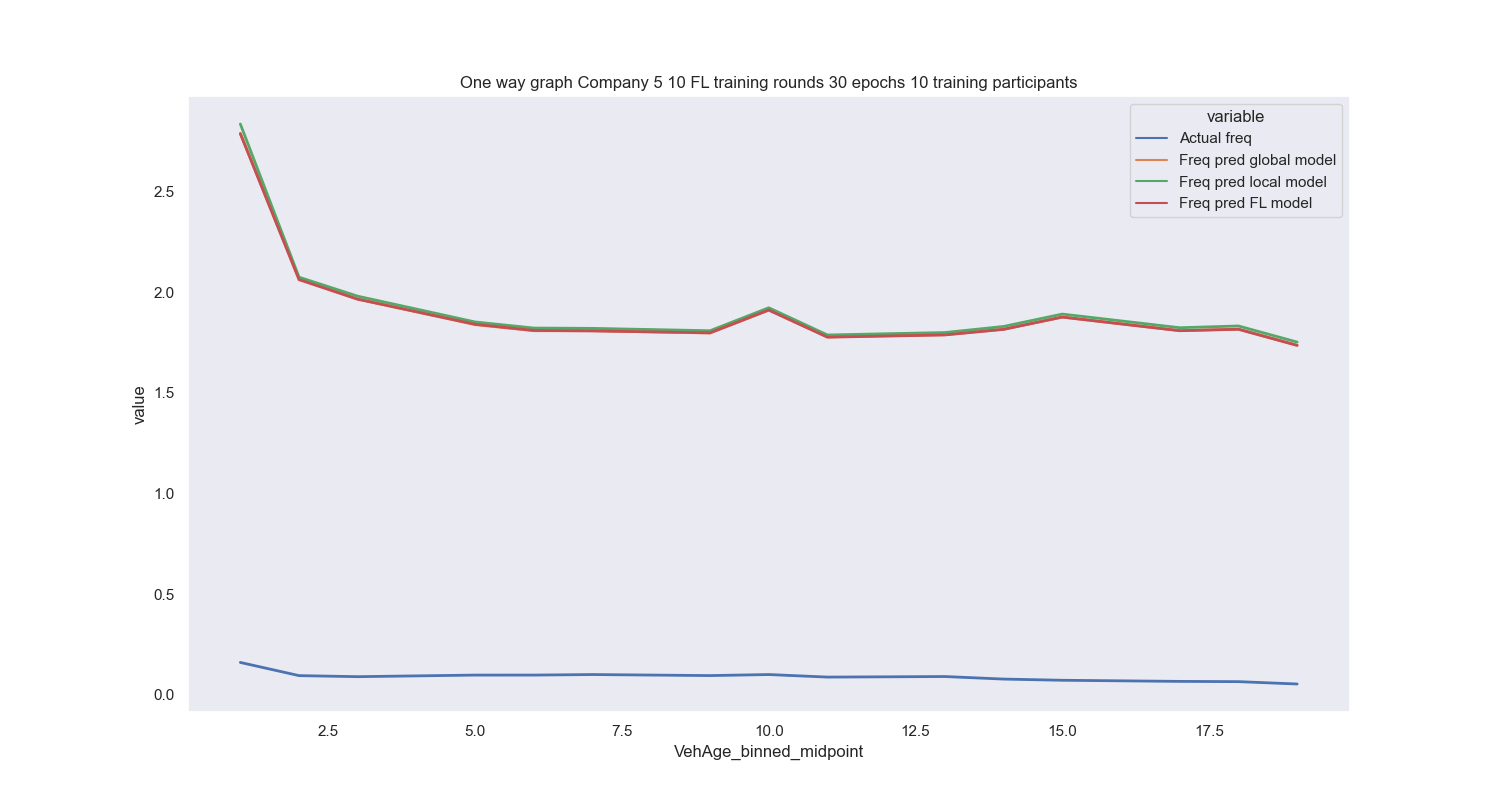 One way graph Company 5 10 FL training rounds 30 epochs 10 training participants
variable
Actual freq
Freq pred global model
Freq pred local model
Freq pred FL model
value
2.5
2.0
1.5
1.0
0.5
0.0
2.5 5.0 7.5 10.0 12.5 15.0 17.5
VehAge_binned_midpoint